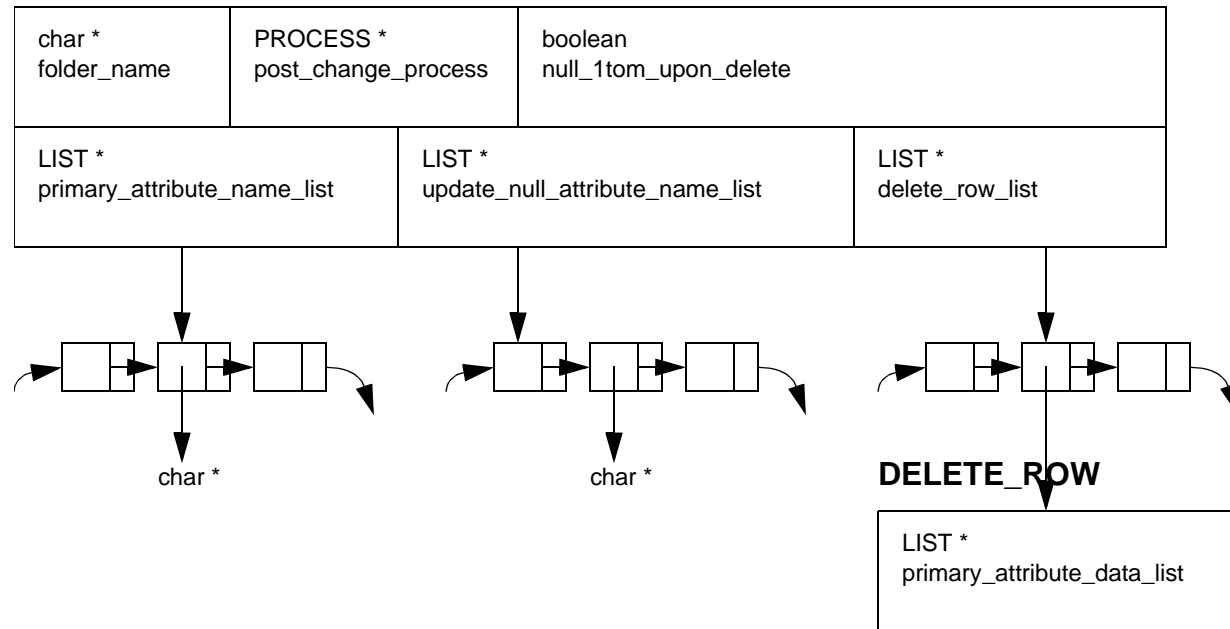 char *
folder_name
PROCESS *
post_change_process
boolean
null_1tom_upon_delete
LIST *
primary_attribute_name_list
LIST *
update_null_attribute_name_list
LIST *
delete_row_list
char *
char *
DELETE_ROW
LIST *
primary_attribute_data_list